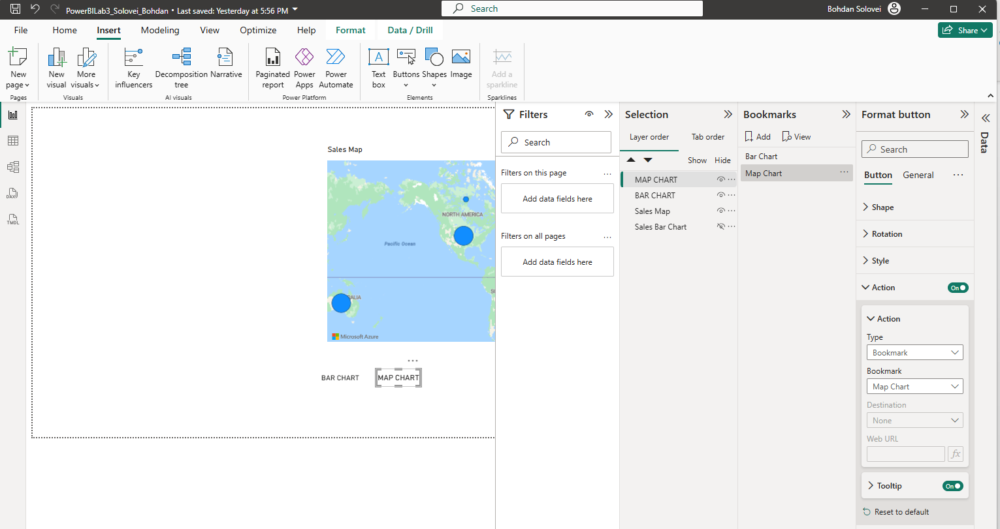 PowerBILab3_Solovei_Bohdan • Last saved: Yesterday at 5:56 PM
Search
Bohdan Solovei
File Home Insert Modeling View Optimize Help Format Data / Drill
Share
New page
New visual
More visuals
Key influencers
Decomposition tree
Narrative
Paginated report
Power Apps
Power Automate
Text box
Buttons
Shapes
Image
Add a sparkline
Pages
Visuals
AI visuals
Power Platform
Elements
Sparklines
DAX
TMDL
Sales Map
NORTH AMERICA
Pacific Ocean
ALIA
Microsoft Azure
BAR CHART
MAP CHART
Filters
Search
Filters on this page
Add data fields here
Filters on all pages
Add data fields here
Selection
Layer order Tab order
Show Hide
MAP CHART
BAR CHART
Sales Map
Sales Bar Chart
Bookmarks
Add View
Bar Chart
Map Chart
Format button
Search
Button General
Shape
Rotation
Style
Action On
Action
Type
Bookmark
Bookmark
Map Chart
Destination
None
Web URL
fx
Tooltip On
Reset to default
Data